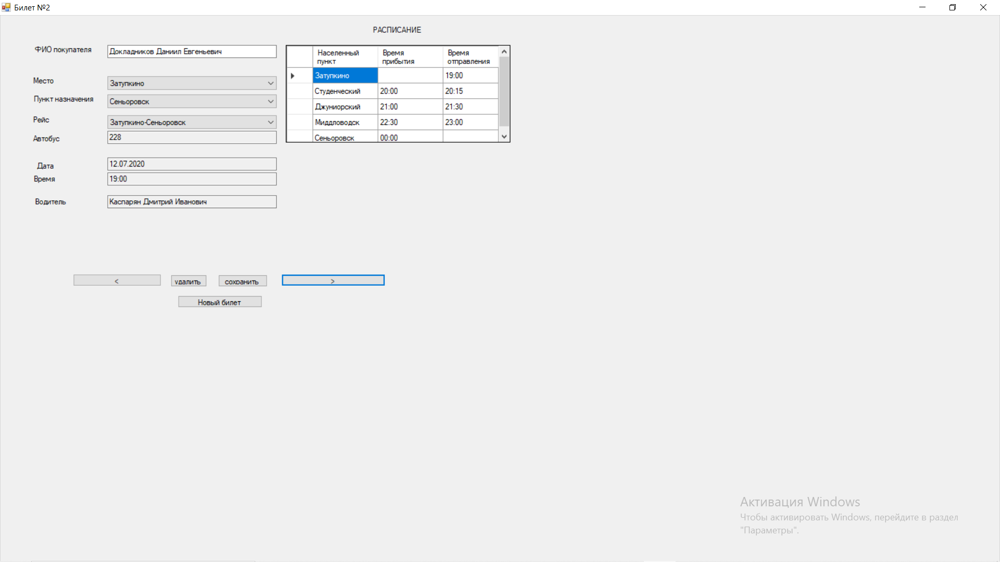 Билет №2
РАСПИСАНИЕ
ФИО покупателя
Докладников Даниил Евгеньевич
Место
Затупкино
Пункт назначения
Сеньоровск
Рейс
Затупкино-Сеньоровск
Автобус
228
Дата
12.07.2020
Время
19:00
Водитель
Каспарян Дмитрий Иванович
Населенный пункт Время прибытия Время отправления
Затупкино 19:00
Студенческий 20:00 20:15
Джуниорский 21:00 21:30
Миддловодск 22:30 23:00
Сеньоровск 00:00
< удалить сохранить >
Новый билет
Активация Windows
Чтобы активировать Windows, перейдите в раздел
"Параметры".